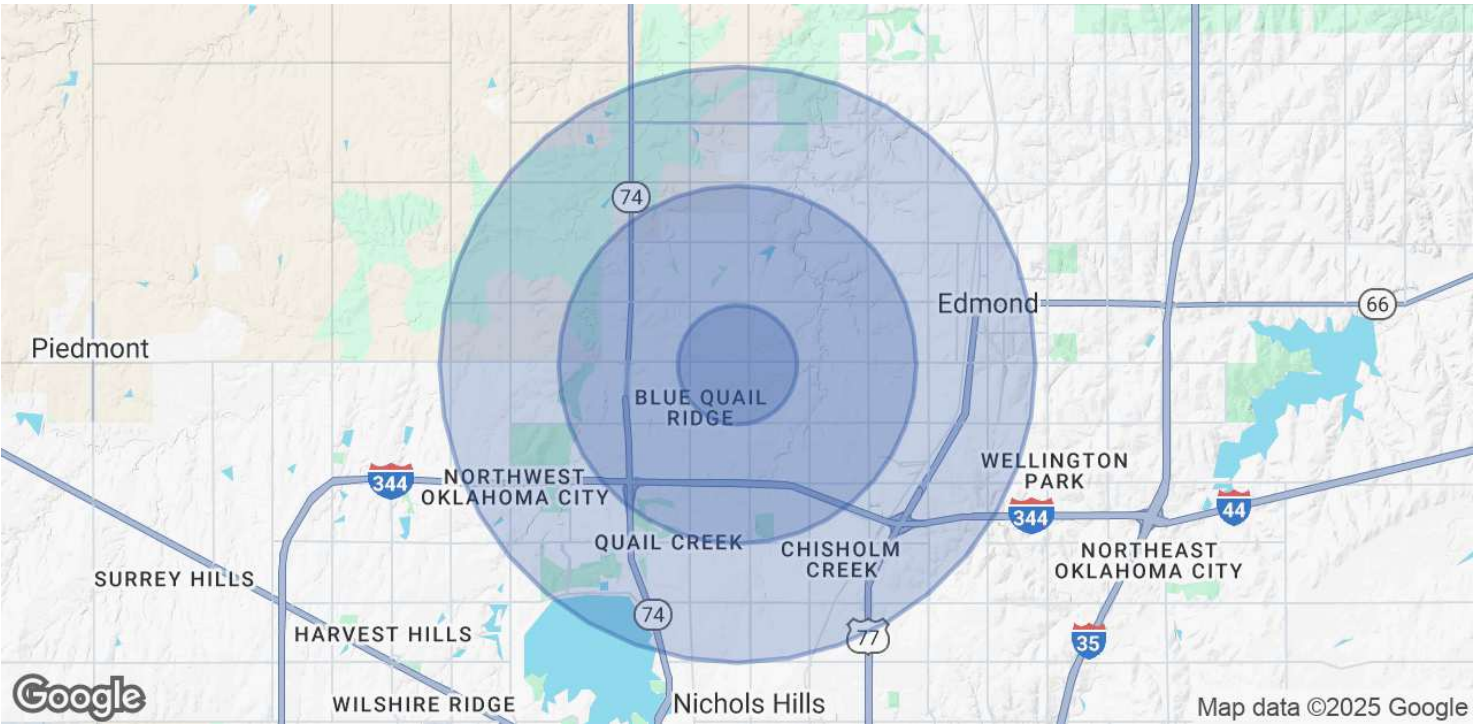 74
Edmond
66
Piedmont
BLUE QUAIL
RIDGE
WELLINGTON
PARK
NORTHWEST
OKLAHOMA CITY
344
344
44
QUAIL CREEK
CHISHOLM
CREEK
NORTHEAST
OKLAHOMA CITY
SURREY HILLS
74
HARVEST HILLS
77
35
Google
WILSHIRE RIDGE
Nichols Hills
Map data ©2025 Google